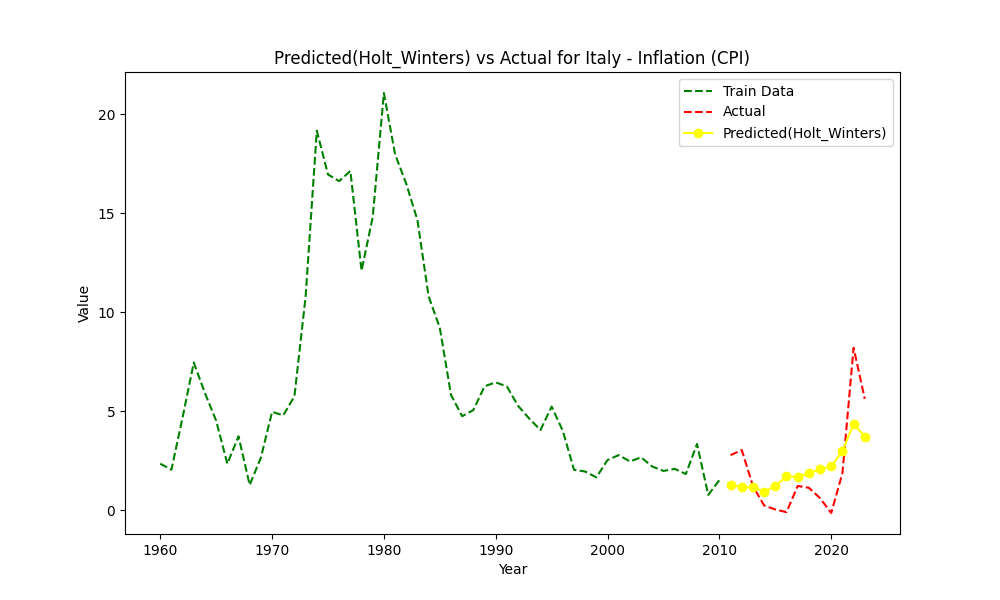 Predicted(Holt_Winters) vs Actual for Italy - Inflation (CPI)
Train Data
Actual
Predicted(Holt_Winters)
Value
20
15
10
5
0
1960 1970 1980 1990 2000 2010 2020
Year